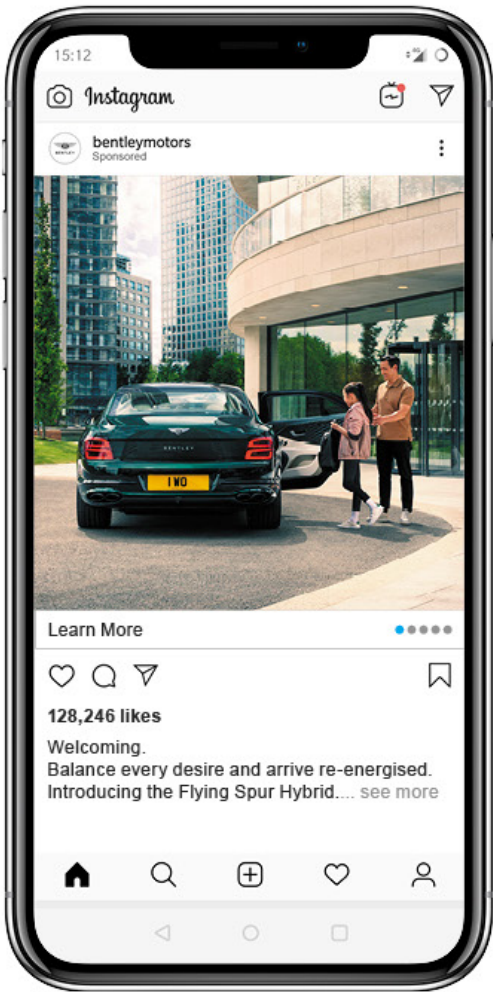 15:12
Instagram
BENTLEY
bentleymotors
Sponsored
BENTLEY
1 WO
Learn More
128,246 likes
Welcoming.
Balance every desire and arrive re-energised.
Introducing the Flying Spur Hybrid.... see more